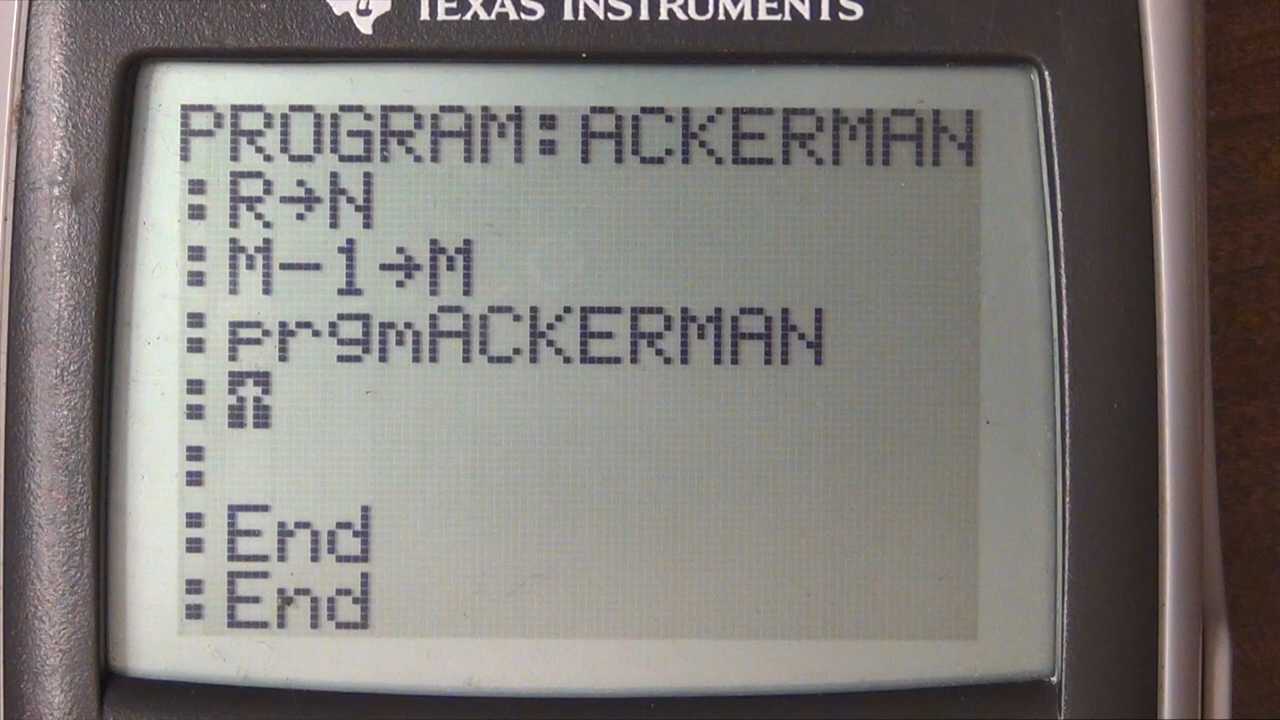 TEXAS INSTRUMENTS
PROGRAM:ACKERMAN
:R→N
:M-1→M
:prgmACKERMAN
:
:
:End
:End